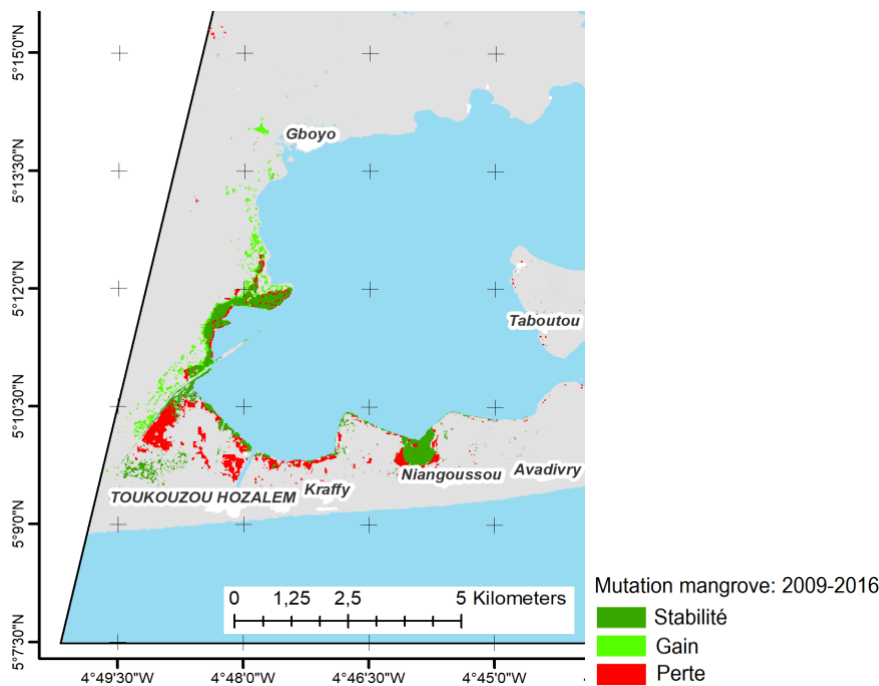 5°15'0"N
Gboyo
5°13'30"N
5°12'0"N
Taboutou
5°10'30"N
Niangoussou
Avadivry
Kraffy
TOUKOUZOU HOZALEM
5°9'0"N
0 1,25 2,5 5 Kilometers
5°7'30"N
4°49'30"W 4°48'0"W 4°46'30"W 4°45'0"W
Mutation mangrove: 2009-2016
Stabilité
Gain
Perte